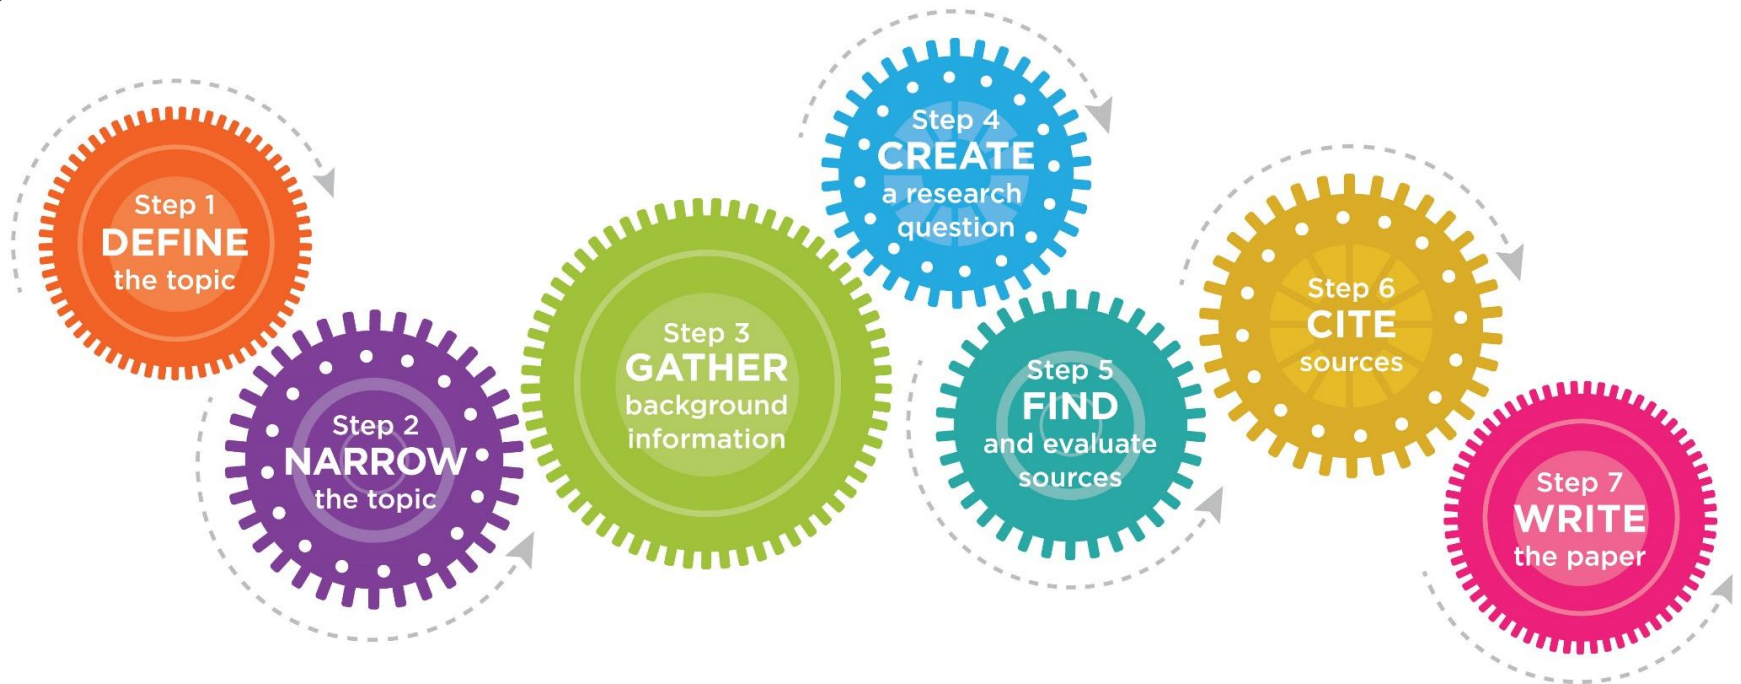 Step 1
DEFINE
the topic
Step 2
NARROW
the topic
Step 3
GATHER
background
information
Step 4
CREATE
a research
question
Step 5
FIND
and evaluate
sources
Step 6
CITE
sources
Step 7
WRITE
the paper